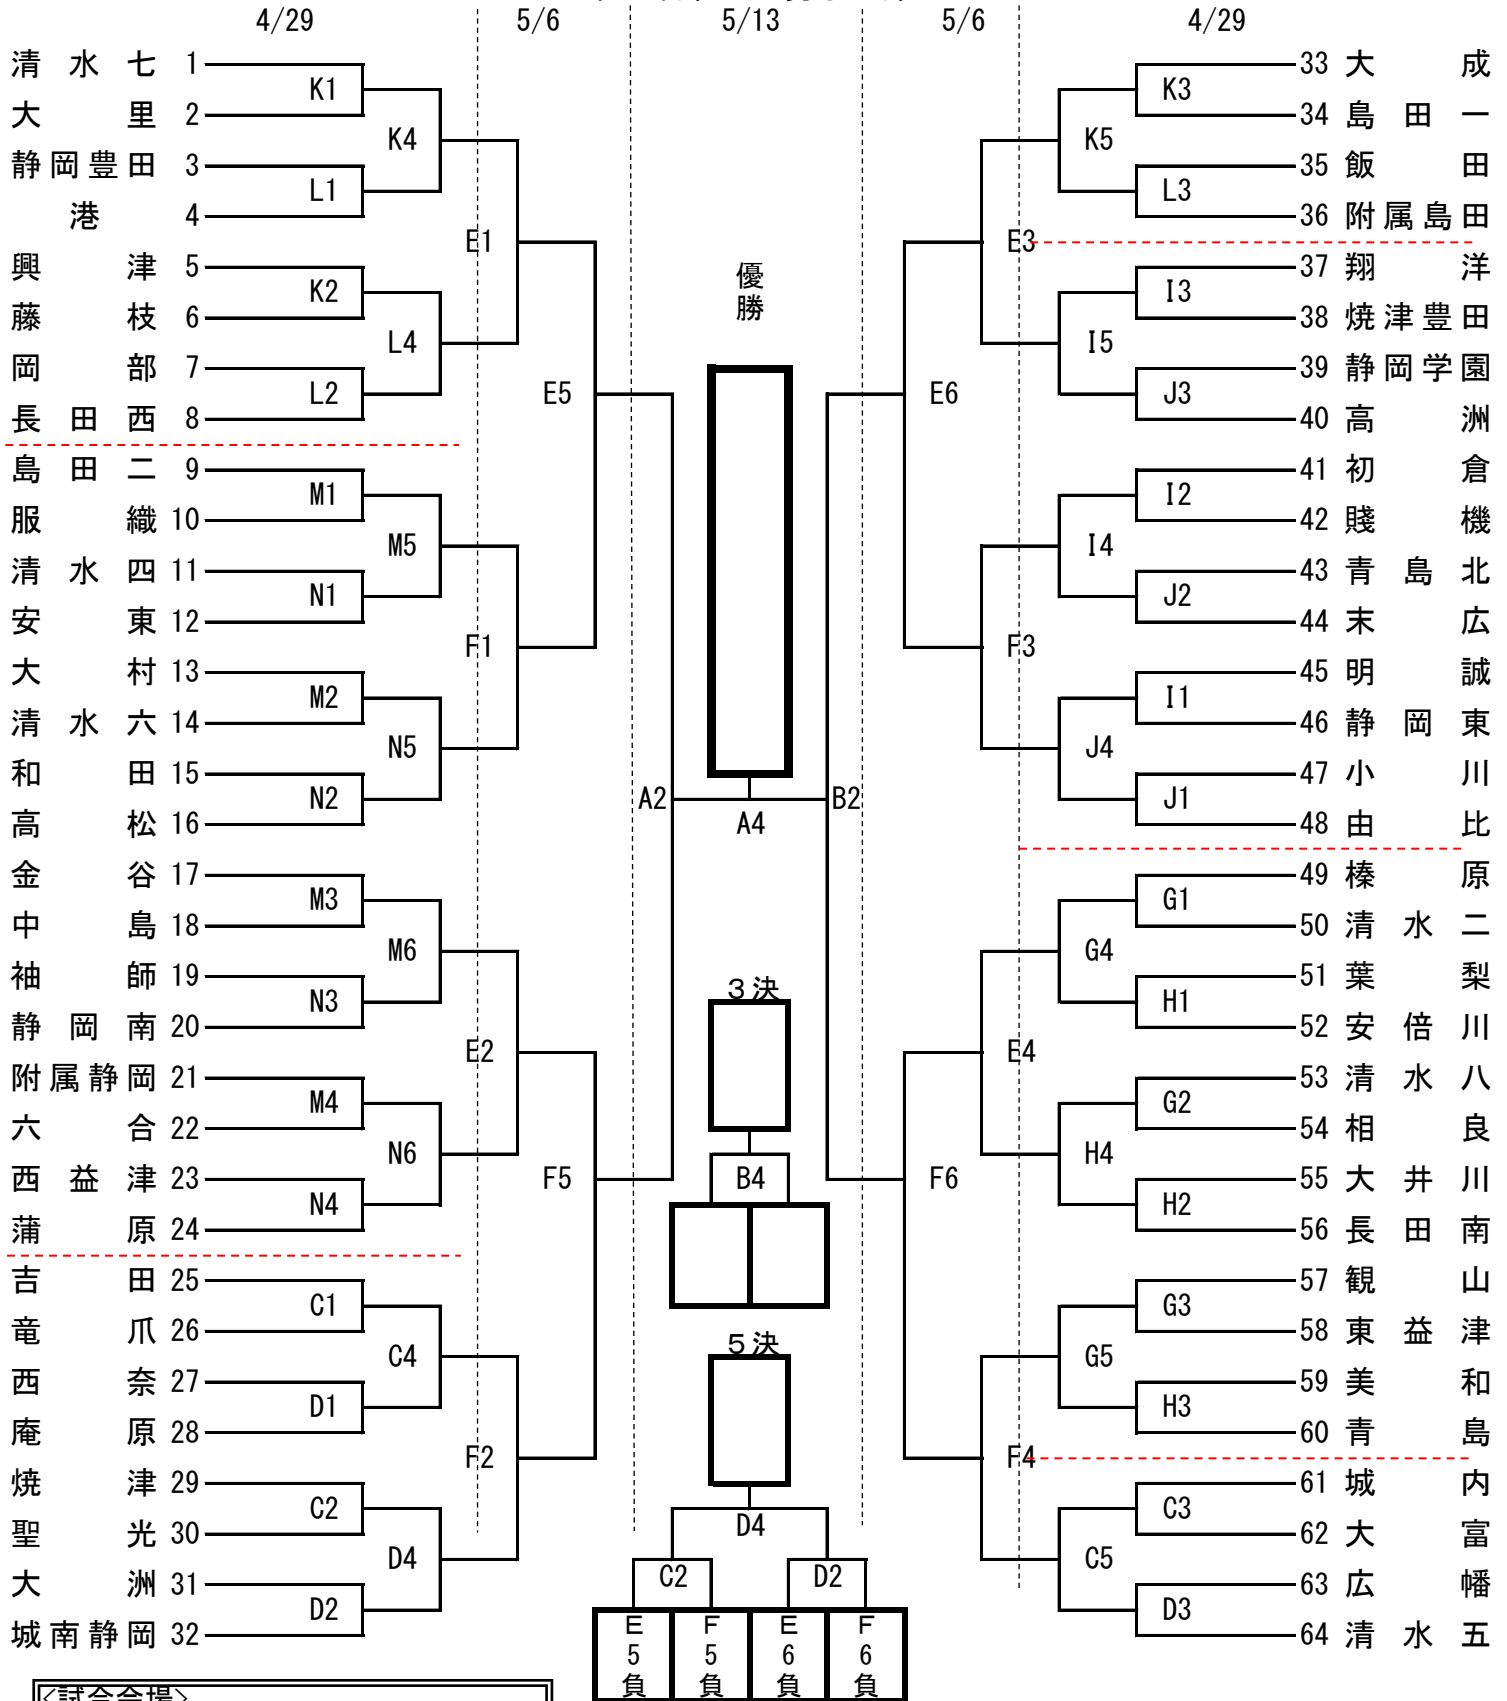 4/29 5/6 5/13 5/6 4/29
清水七 1
K1
大里 2
K4
静岡豊田 3
L1
港 4
E1
興津 5
K2
藤枝 6
L4
岡部 7
L2
長田西 8
E5
島田二 9
M1
服織 10
M5
清水四 11
N1
安東 12
F1
大村 13
M2
清水六 14
N5
和田 15
N2
高松 16
A2
金谷 17
M3
中島 18
M6
袖師 19
N3
静岡南 20
E2
附属静岡 21
M4
六合 22
N6
西益津 23
N4
蒲原 24
F5
吉田 25
C1
竜爪 26
C4
西奈 27
D1
庵原 28
F2
焼津 29
C2
聖光 30
D4
大洲 31
D2
城南静岡 32
優勝
A4
3決
B4
5決
D4
C2 D2
E5負 F5負 E6負 F6負
33 大成
K3
34 島田一
K5
35 飯田
L3
36 附属島田
E3
37 翔洋
I3
38 焼津豊田
I5
39 静岡学園
J3
40 高洲
E6
41 初倉
I2
42 賤機
I4
43 青島北
J2
44 末広
F3
45 明誠
I1
46 静岡東
J4
47 小川
J1
48 由比
B2
49 榛原
G1
50 清水二
G4
51 葉梨
H1
52 安倍川
E4
53 清水八
G2
54 相良
H4
55 大井川
H2
56 長田南
F6
57 観山
G3
58 東益津
G5
59 美和
H3
60 青島
F4
61 城内
C3
62 大富
C5
63 広幡
D3
64 清水五
<試合会場>